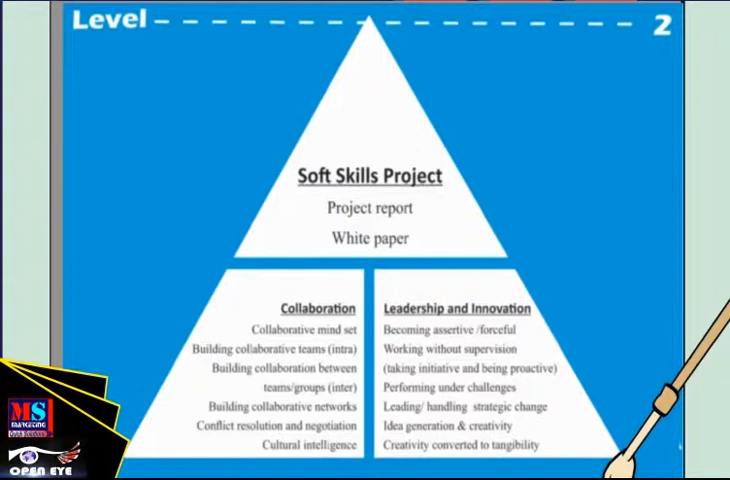 Level
2
Soft Skills Project
Project report
White paper
Collaboration
Collaborative mind set
Building collaborative teams (intra)
Building collaboration between
teams/groups (inter)
Building collaborative networks
Conflict resolution and negotiation
Cultural intelligence
Leadership and Innovation
Becoming assertive /forceful
Working without supervision
(taking initiative and being proactive)
Performing under challenges
Leading/ handling strategic change
Idea generation & creativity
Creativity converted to tangibility
MS
MARKETING
OPEN EYE